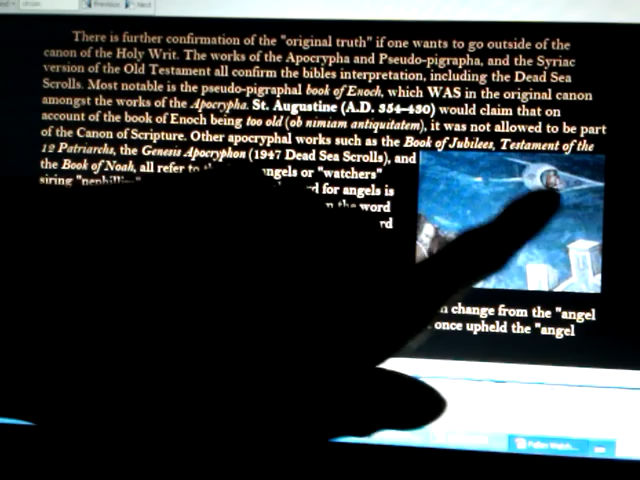 Previous Next
There is further confirmation of the "original truth" if one wants to go outside of the
canon of the Holy Writ. The works of the Apocrypha and Pseudo-pigrapha, and the Syriac
version of the Old Testament all confirm the bibles interpretation, including the Dead Sea
Scrolls. Most notable is the pseudo-pigraphal book of Enoch, which WAS in the original canon
amongst the works of the Apocrypha. St. Augustine (A.D. 354-430) would claim that on
account of the book of Enoch being too old (ob nimiam antiquitatem), it was not allowed to be part
of the Canon of Scripture. Other apocryphal works such as the Book of Jubilees, Testament of the
12 Patriarchs, the Genesis Apocryphon (1947 Dead Sea Scrolls), and
the Book of Noah, all refer to angels or "watchers"
siring for angels is
the word
change from the "angel
once upheld the "angel